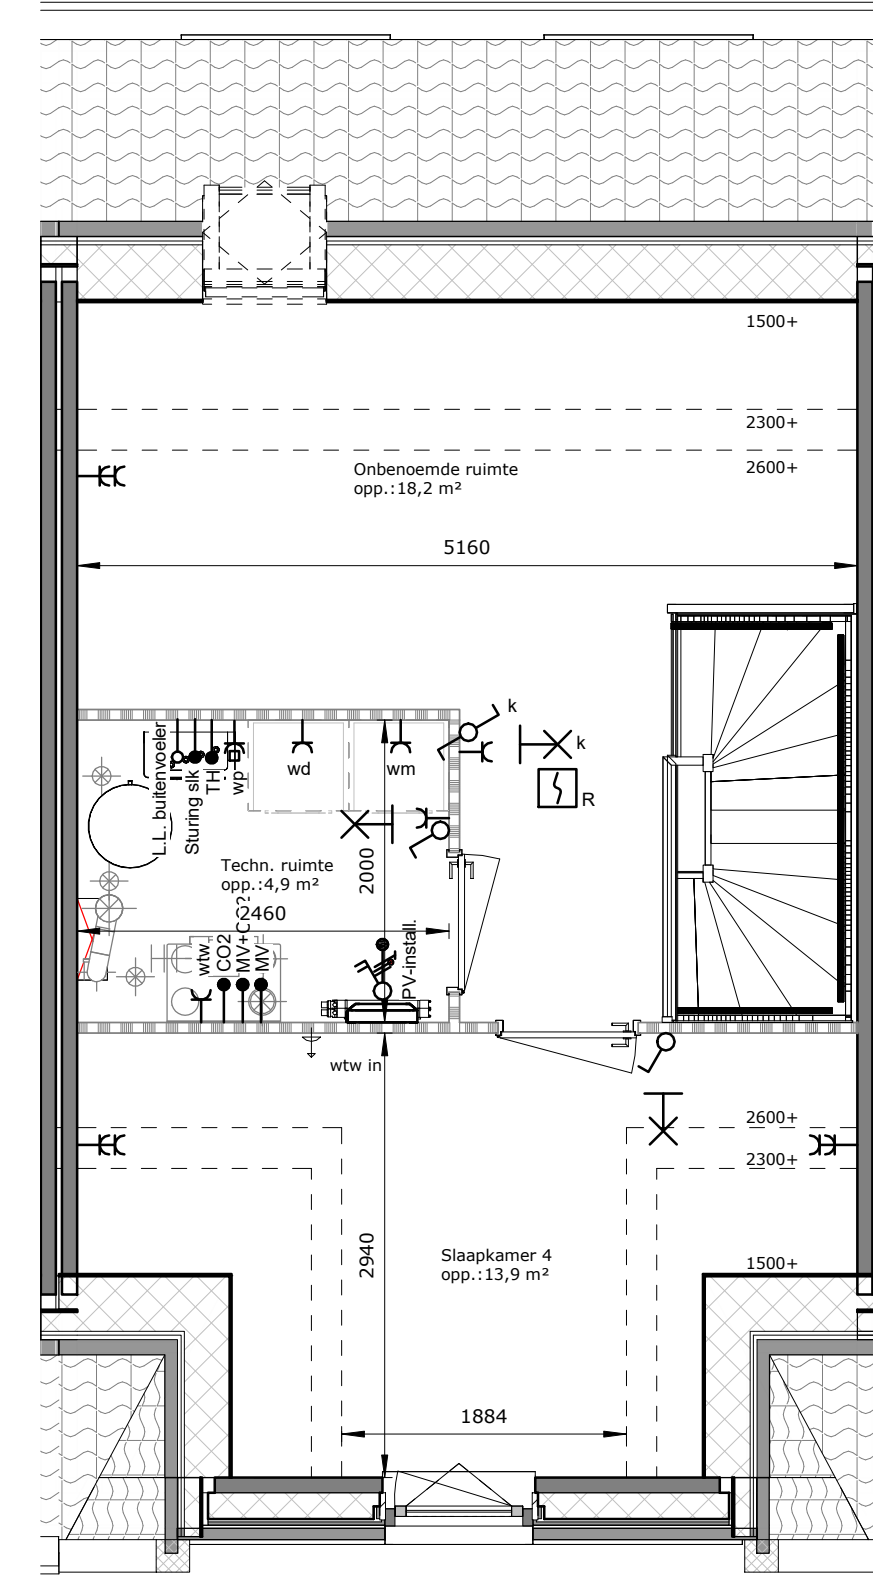 1500+
2300+
2600+
Onbenoemde ruimte
opp.:18,2 m²
5160
k
k
R
L.L. buitenvoeler
Sturing slk
TH
wp
wd
wm
Techn. ruimte
opp.:4,9 m²
2000
2460
wtw
CO2
MV+CO2
MV
PV-install.
wtw in
2600+
2300+
2940
Slaapkamer 4
opp.:13,9 m²
1500+
1884